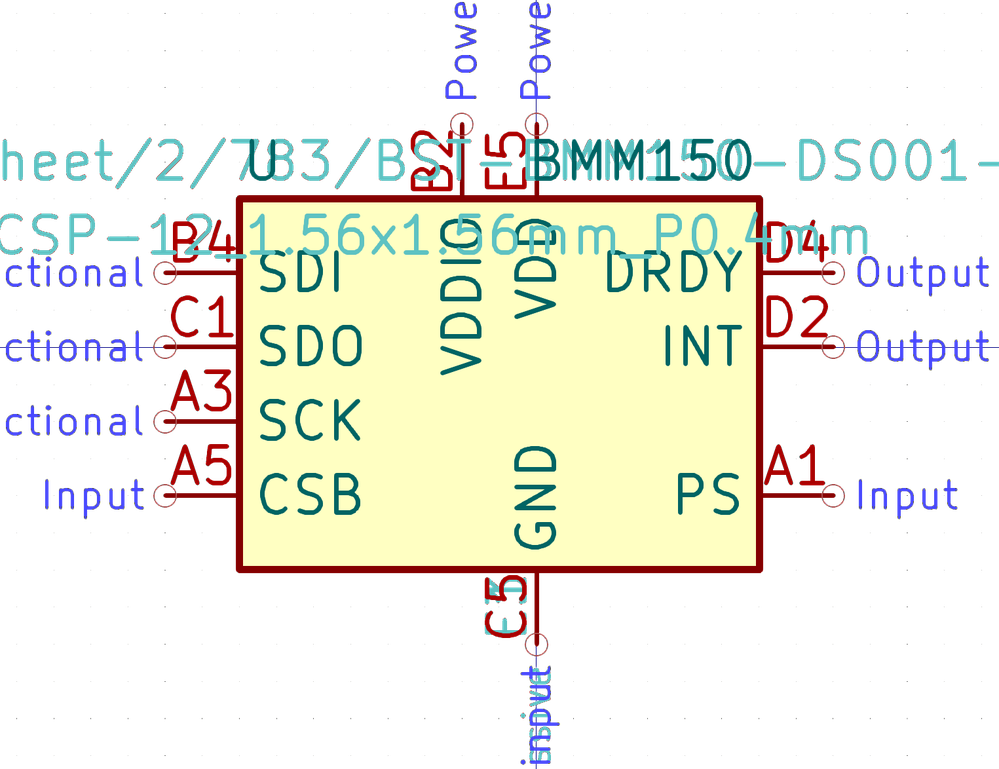 Powe
Powe
B2
E5
heet/2/783/BST-BMM150-DS001-
U
BMM150
CSP-12_1.56x1.56mm_P0.4mm
B4
D4
ctional
SDI
VDDIO
VDD
DRDY
Output
C1
D2
ctional
SDO
INT
Output
A3
ctional
SCK
A5
A1
Input
CSB
GND
PS
Input
C5
input